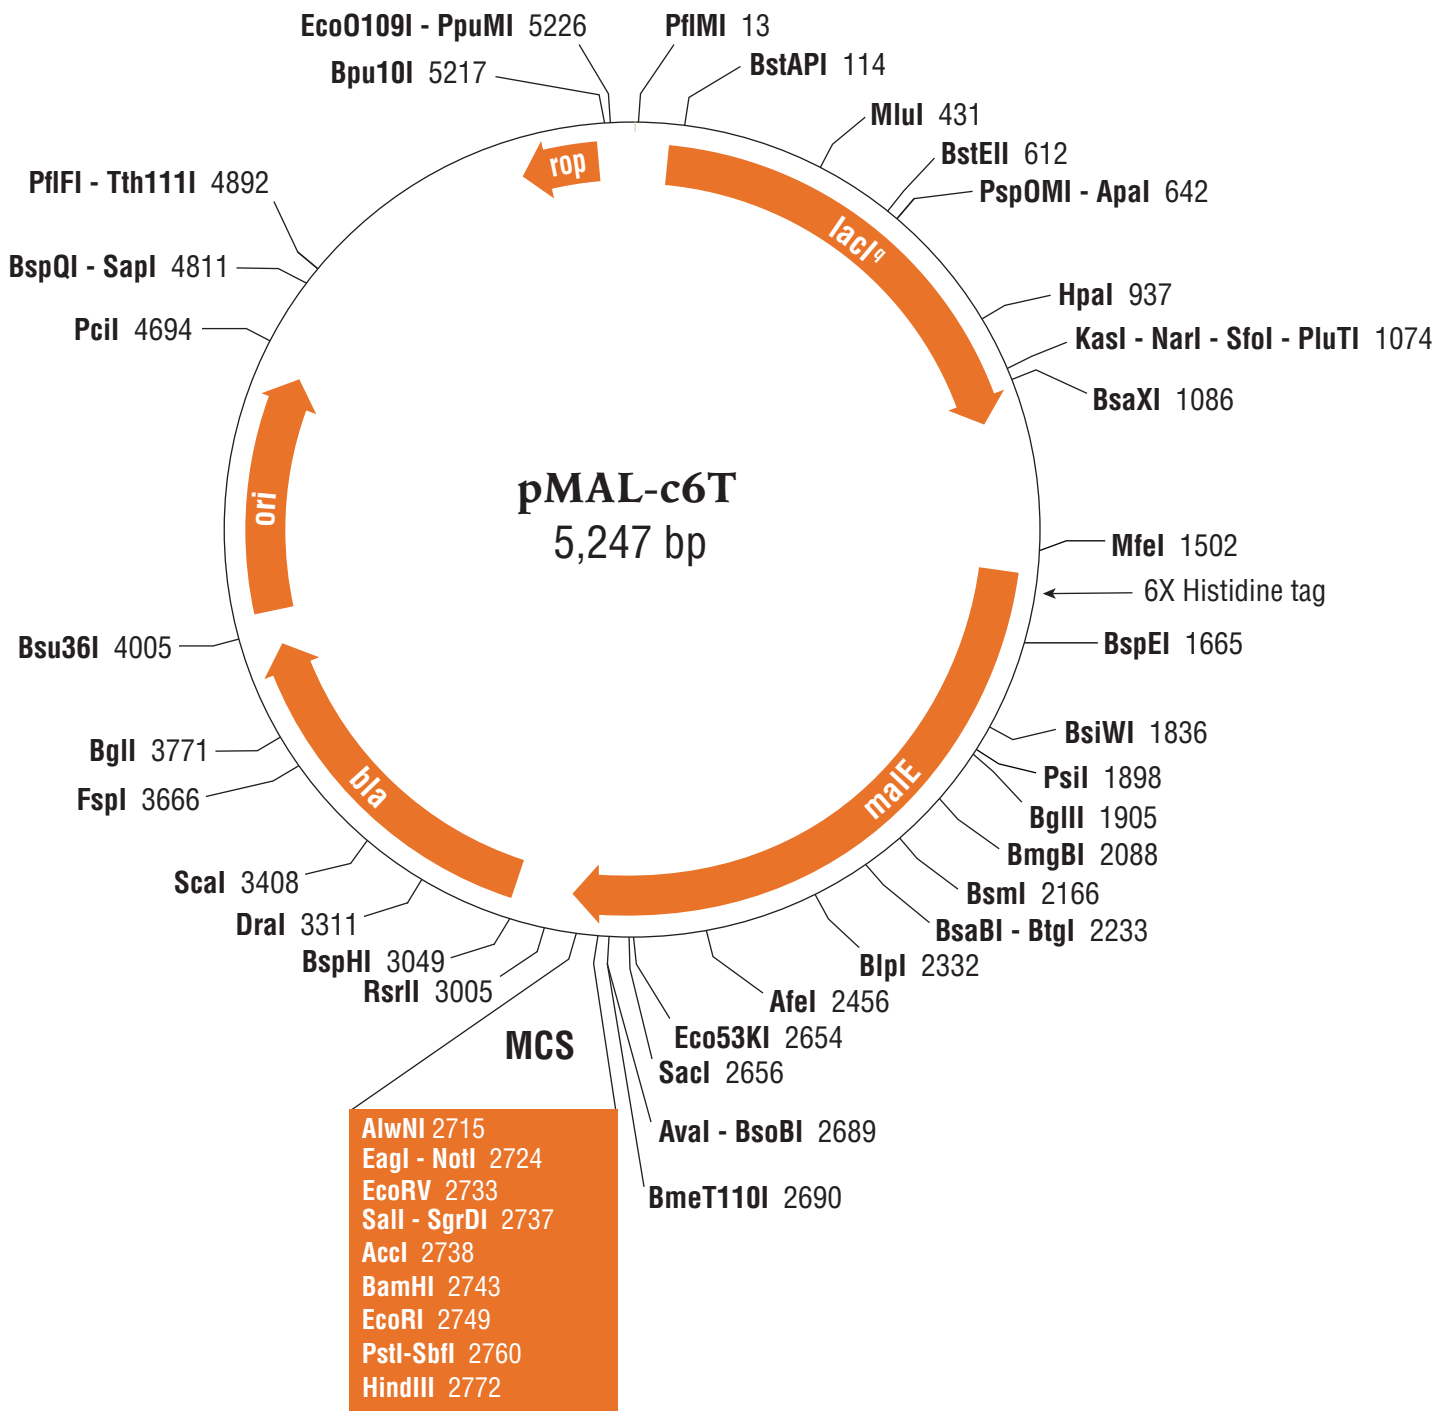 EcoO109I - PpuMI 5226
PflMI 13
Bpu10I 5217
BstAPI 114
MluI 431
BstEII 612
PspOMI - ApaI 642
rop
lacIq
PflFI - Tth111I 4892
BspQI - SapI 4811
PciI 4694
HpaI 937
KasI - NarI - SfoI - PluTI 1074
BsaXI 1086
pMAL-c6T
5,247 bp
ori
MfeI 1502
6X Histidine tag
Bsu36I 4005
BspEI 1665
BglI 3771
FspI 3666
bla
malE
BsiWI 1836
PsiI 1898
BglII 1905
BmgBI 2088
ScaI 3408
BsmI 2166
DraI 3311
BsaBI - BtgI 2233
BspHI 3049
BlpI 2332
RsrII 3005
AfeI 2456
MCS
Eco53KI 2654
SacI 2656
AvaI - BsoBI 2689
BmeT110I 2690
AlwNI 2715
EagI - NotI 2724
EcoRV 2733
SalI - SgrDI 2737
AccI 2738
BamHI 2743
EcoRI 2749
PstI-SbfI 2760
HindIII 2772